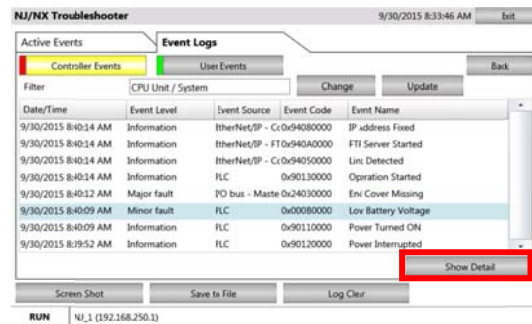 NJ/NX Troubleshooter 9/30/2015 8:33:46 AM Exit
Active Events Event Logs
Controller Events User Events Back
Filter CPU Unit / System Change Update
Date/Time Event Level Event Source Event Code Event Name
9/30/2015 8:40:14 AM Information EtherNet/IP - Co 0x94080000 IP address Fixed
9/30/2015 8:40:14 AM Information EtherNet/IP - FT 0x940A0000 FTP Server Started
9/30/2015 8:40:14 AM Information EtherNet/IP - Co 0x94050000 Link Detected
9/30/2015 8:40:14 AM Information PLC 0x90130000 Operation Started
9/30/2015 8:40:12 AM Major fault I/O bus - Maste 0x24030000 End Cover Missing
9/30/2015 8:40:09 AM Minor fault PLC 0x000B0000 Low Battery Voltage
9/30/2015 8:40:09 AM Information PLC 0x90110000 Power Turned ON
9/30/2015 8:39:52 AM Information PLC 0x90120000 Power Interrupted
Show Detail
Screen Shot Save to File Log Clear
RUN NJ_1 (192.168.250.1)